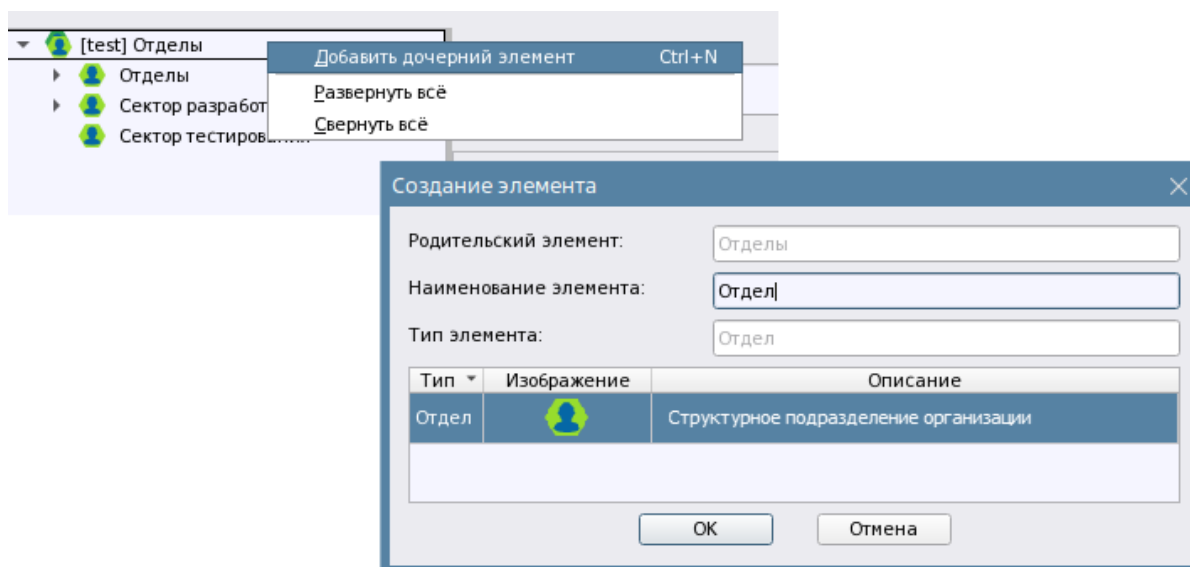 [test] Отделы
Добавить дочерний элемент Ctrl+N
Отделы
Развернуть всё
Сектор разработ
Свернуть всё
Сектор
Создание элемента
Родительский элемент: Отделы
Наименование элемента: Отдел
Тип элемента: Отдел
Тип Изображение Описание
Отдел Структурное подразделение организации
OK Отмена